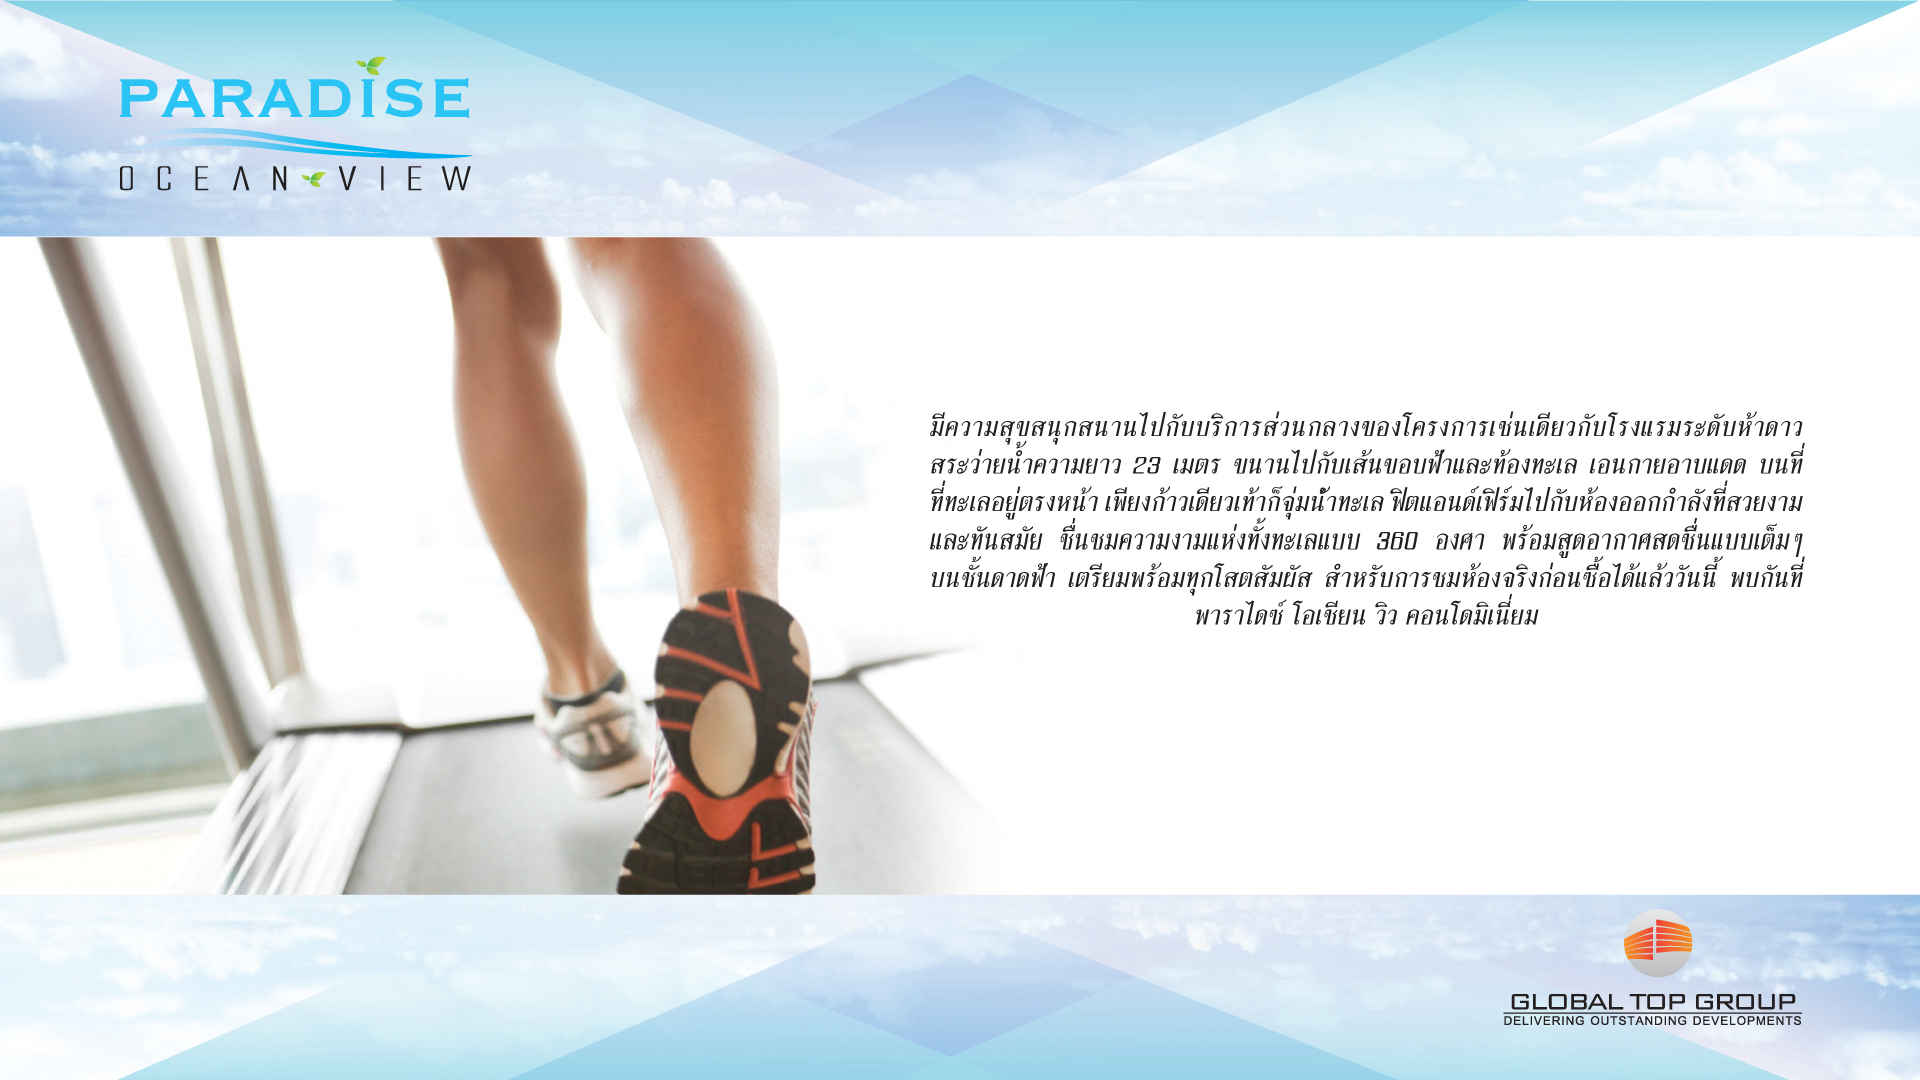 PARADISE
OCEAN VIEW
มีความสุขสนุกสนานไปกับบริการส่วนกลางของโครงการเช่นเดียวกับโรงแรมระดับห้าดาว
สระว่ายน้ำความยาว 23 เมตร ขนานไปกับเส้นขอบฟ้าและท้องทะเล เอนกายอาบแดด บนที่
ที่ทะเลอยู่ตรงหน้า เพียงก้าวเดียวเท้าก็จุ่มน้ำทะเล ฟิตแอนด์เฟิร์มไปกับห้องออกกำลังที่สวยงาม
และทันสมัย ชื่นชมความงามแห่งทั้งทะเลแบบ 360 องศา พร้อมสูดอากาศสดชื่นแบบเต็มๆ
บนชั้นดาดฟ้า เตรียมพร้อมทุกโสตสัมผัส สำหรับการชมห้องจริงก่อนซื้อได้แล้ววันนี้ พบกันที่
พาราไดซ์ โอเชียน วิว คอนโดมิเนี่ยม
GLOBAL TOP GROUP
DELIVERING OUTSTANDING DEVELOPMENTS